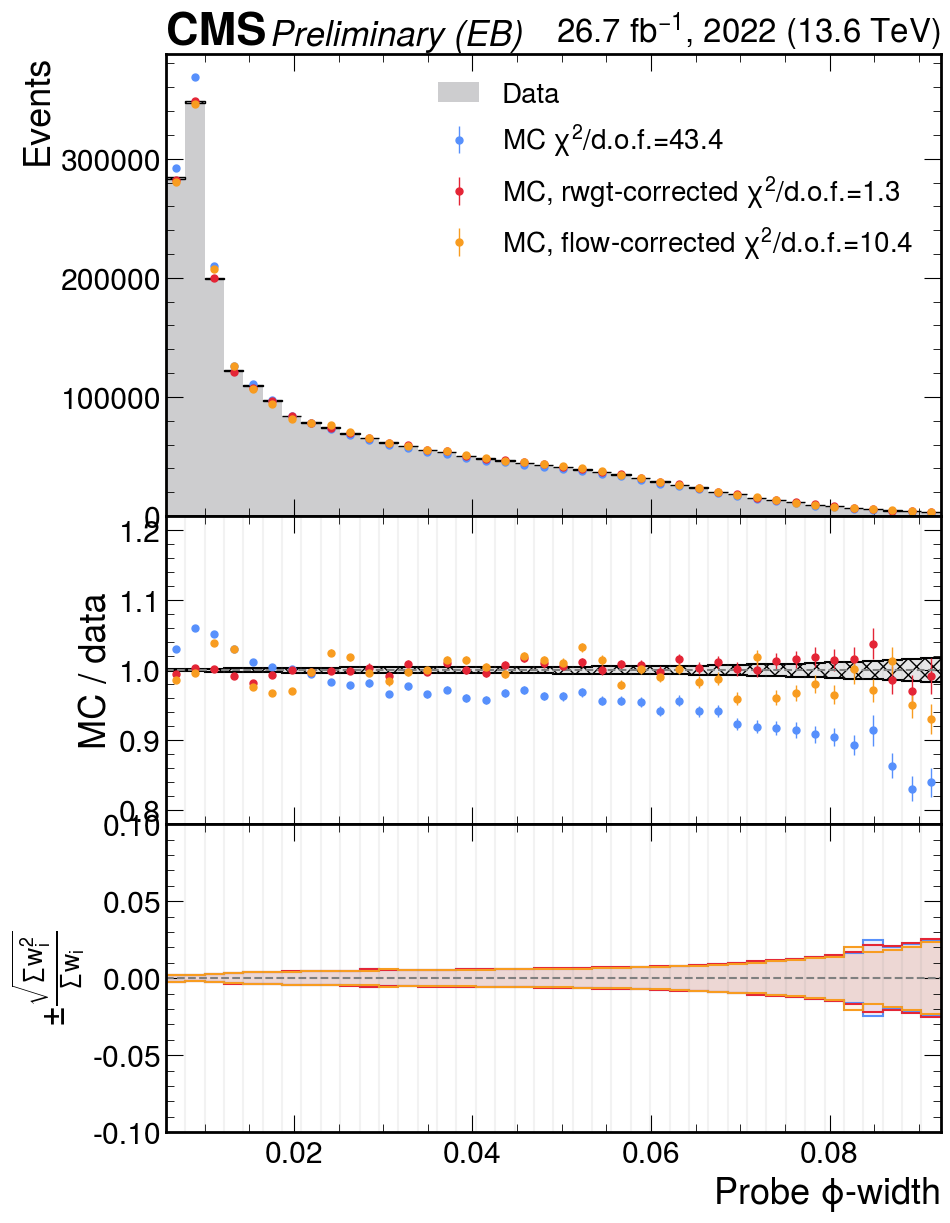 CMS Preliminary (EB) 26.7 fb⁻¹, 2022 (13.6 TeV)
Events
300000
200000
100000
0
Data
MC χ²/d.o.f.=43.4
MC, rwgt-corrected χ²/d.o.f.=1.3
MC, flow-corrected χ²/d.o.f.=10.4
MC / data
1.2
1.1
1.0
0.9
0.8
± √Σwᵢ² / Σwᵢ
0.10
0.05
0.00
-0.05
-0.10
0.02 0.04 0.06 0.08
Probe ϕ-width